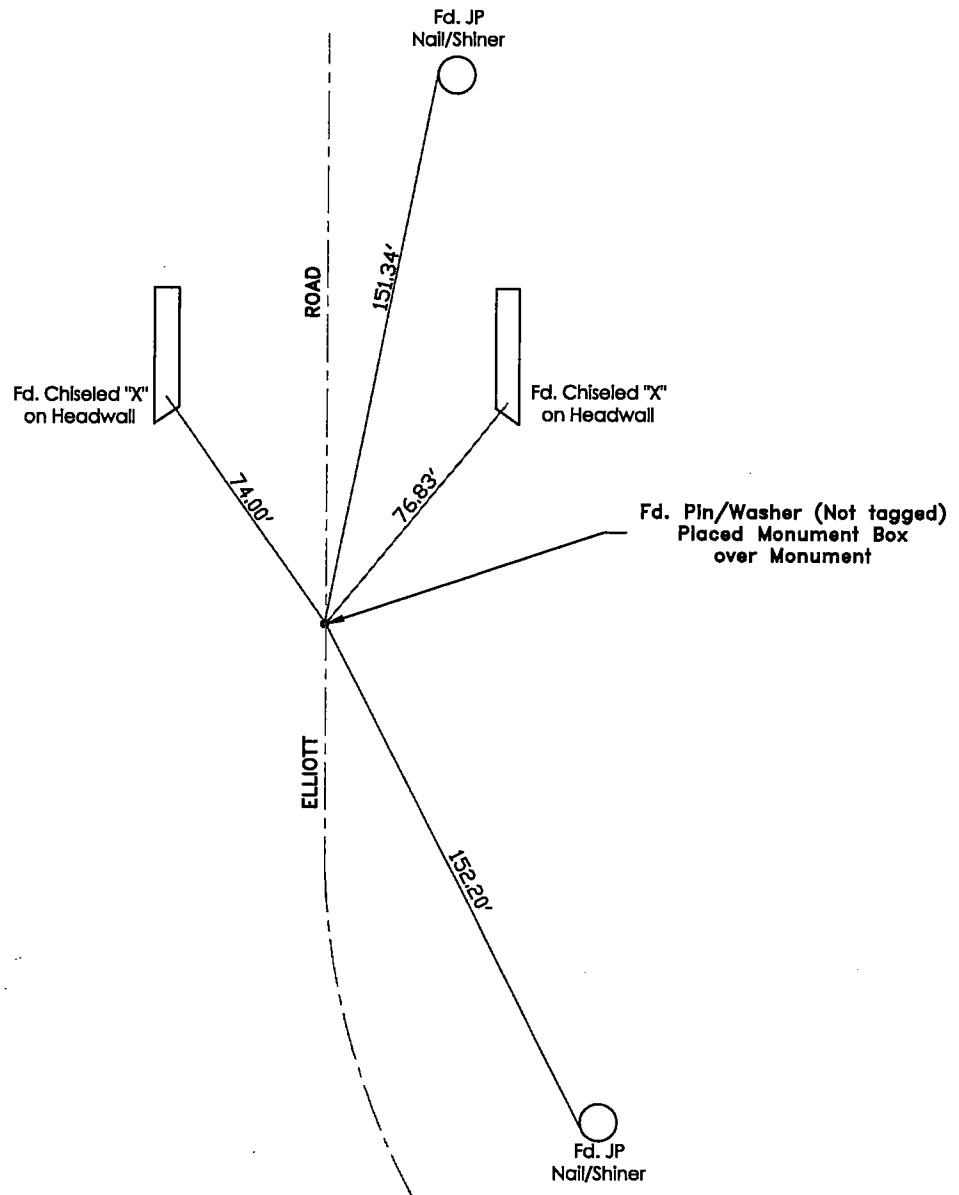 Fd. JP
Nail/Shiner
151.34'
ROAD
Fd. Chiseled "X"
on Headwall
Fd. Chiseled "X"
on Headwall
74.00'
76.83'
Fd. Pin/Washer (Not tagged)
Placed Monument Box
over Monument
ELLIOTT
152.20'
Fd. JP
Nail/Shiner